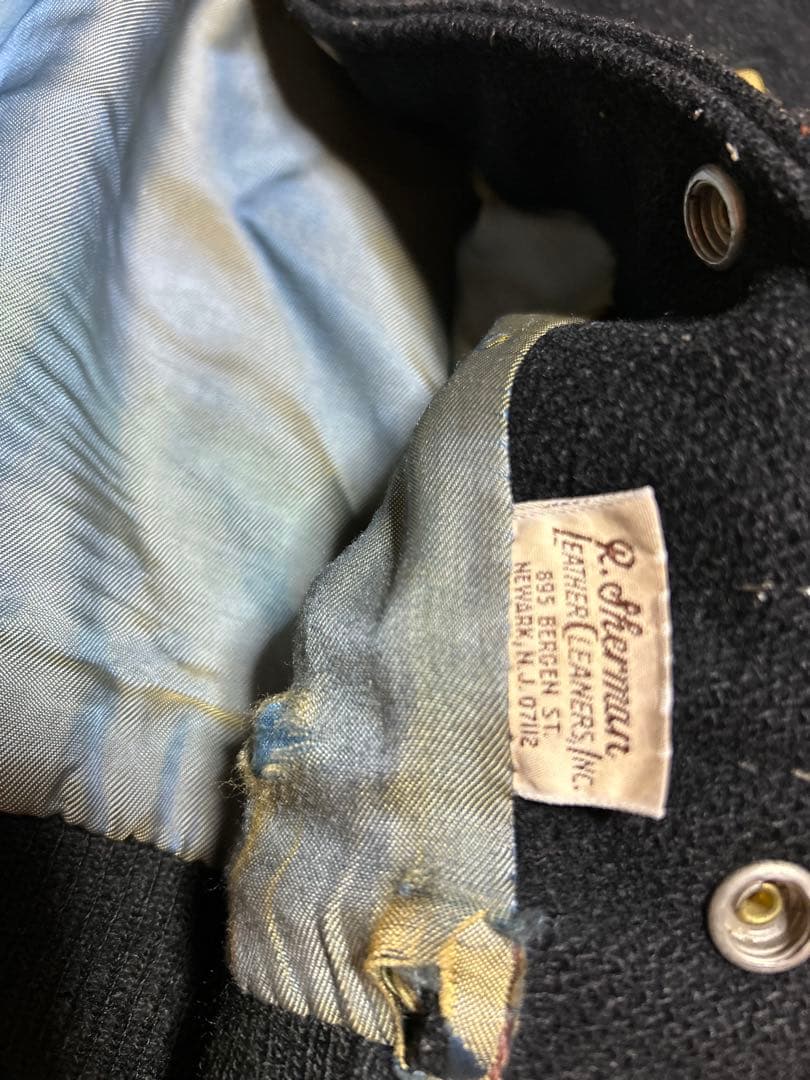 R. Sherman
LEATHER CLEANERS, INC.
895 BERGEN ST.
NEWARK, N.J. 07112